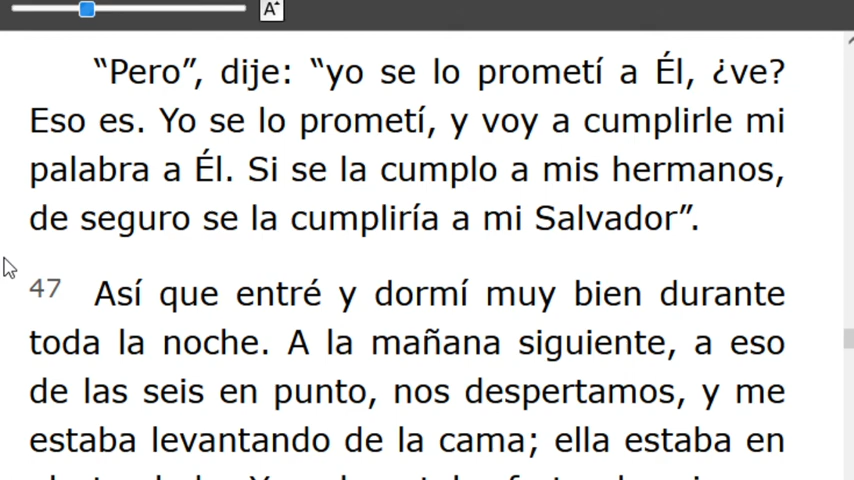 A
“Pero”, dije: “yo se lo prometí a Él, ¿ve?
Eso es. Yo se lo prometí, y voy a cumplirle mi
palabra a Él. Si se la cumplo a mis hermanos,
de seguro se la cumpliría a mi Salvador”.
47 Así que entré y dormí muy bien durante
toda la noche. A la mañana siguiente, a eso
de las seis en punto, nos despertamos, y me
estaba levantando de la cama; ella estaba en